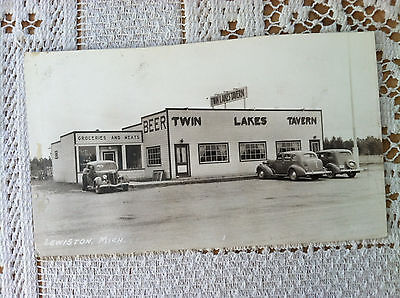 TWIN LAKES TAVERN
GROCERIES AND MEATS
BEER
TWIN LAKES TAVERN
LEWISTON, MICH.